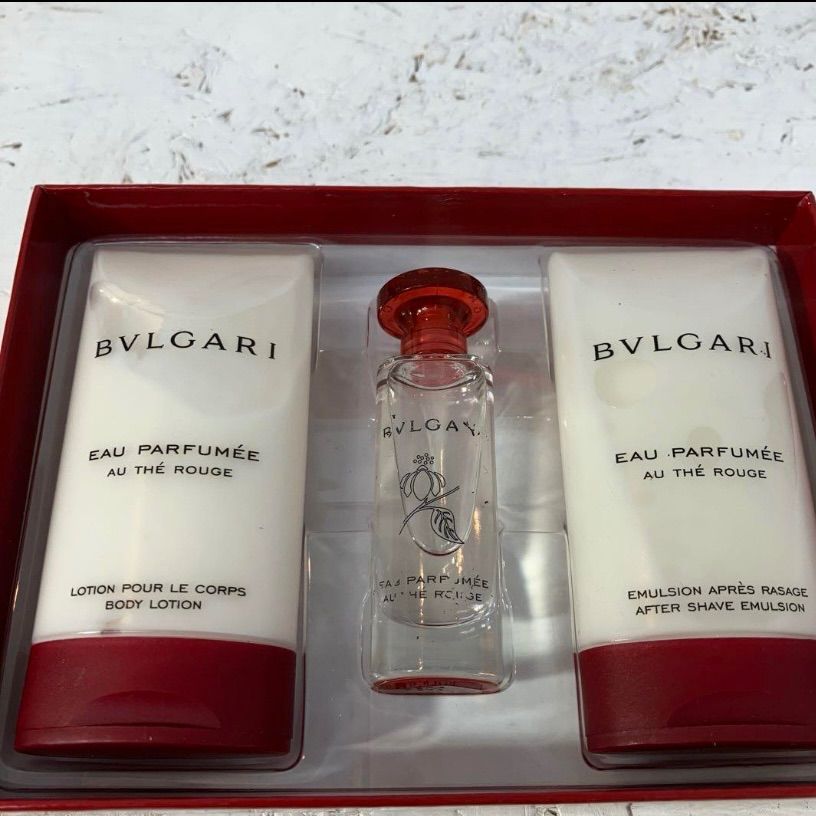 BVLGARI
EAU PARFUMÉE
AU THÉ ROUGE
LOTION POUR LE CORPS
BODY LOTION
BVLGARI
EAU PARFUMÉE
AU THÉ ROUGE
BVLGARI
EAU PARFUMÉE
AU THÉ ROUGE
EMULSION APRÈS RASAGE
AFTER SHAVE EMULSION